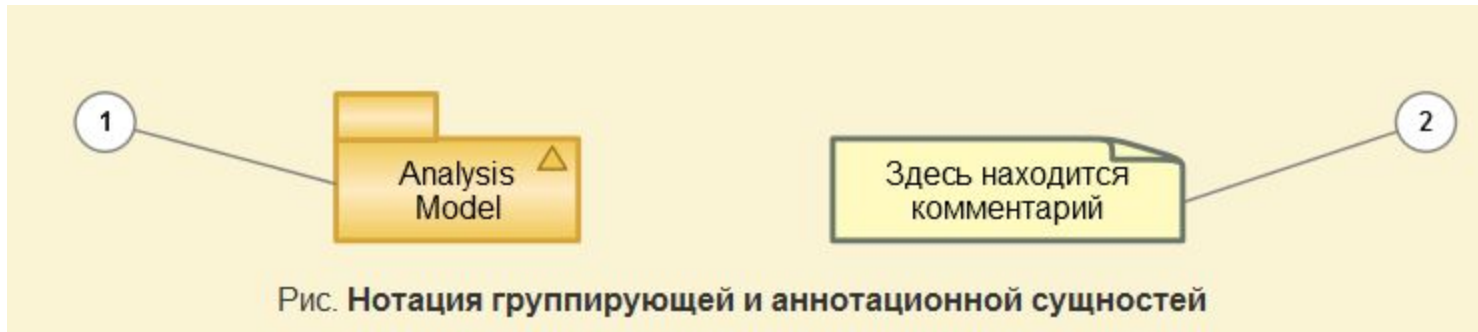 1
Analysis
Model
Здесь находится
комментарий
2
Рис. Нотация группирующей и аннотационной сущностей